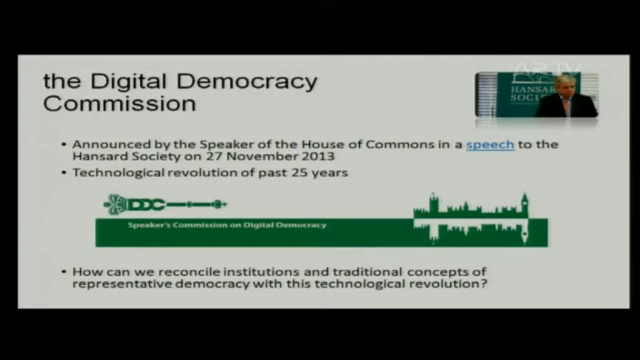 the Digital Democracy
Commission
HANSARD
SOCIETY
Announced by the Speaker of the House of Commons in a speech to the
Hansard Society on 27 November 2013
Technological revolution of past 25 years
DDC
Speaker's Commission on Digital Democracy
How can we reconcile institutions and traditional concepts of
representative democracy with this technological revolution?